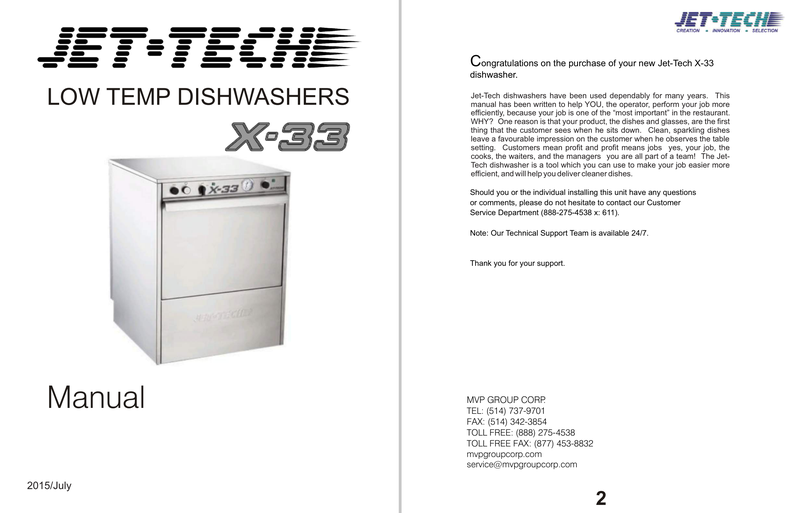 JET·TECH
LOW TEMP DISHWASHERS
X-33
X-33
JET·TECH
Manual
2015/July
JET·TECH
CREATION • INNOVATION • SELECTION
Congratulations on the purchase of your new Jet-Tech X-33
dishwasher.
Jet-Tech dishwashers have been used dependably for many years. This
manual has been written to help YOU, the operator, perform your job more
efficiently, because your job is one of the “most important” in the restaurant.
WHY? One reason is that your product, the dishes and glasses, are the first
thing that the customer sees when he sits down. Clean, sparkling dishes
leave a favourable impression on the customer when he observes the table
setting. Customers mean profit and profit means jobs yes, your job, the
cooks, the waiters, and the managers you are all part of a team! The Jet-
Tech dishwasher is a tool which you can use to make your job easier more
efficient, and will help you deliver cleaner dishes.
Should you or the individual installing this unit have any questions
or comments, please do not hesitate to contact our Customer
Service Department (888-275-4538 x: 611).
Note: Our Technical Support Team is available 24/7.
Thank you for your support.
MVP GROUP CORP.
TEL: (514) 737-9701
FAX: (514) 342-3854
TOLL FREE: (888) 275-4538
TOLL FREE FAX: (877) 453-8832
mvpgroupcorp.com
service@mvpgroupcorp.com
2